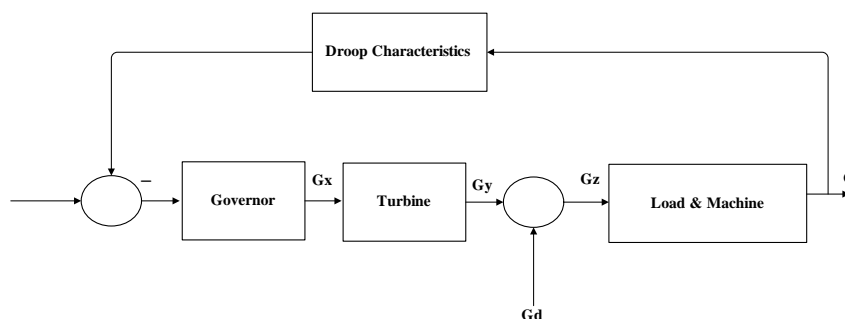 Droop Characteristics
–
Governor
Gx
Turbine
Gy
Gz
Load & Machine
Gd